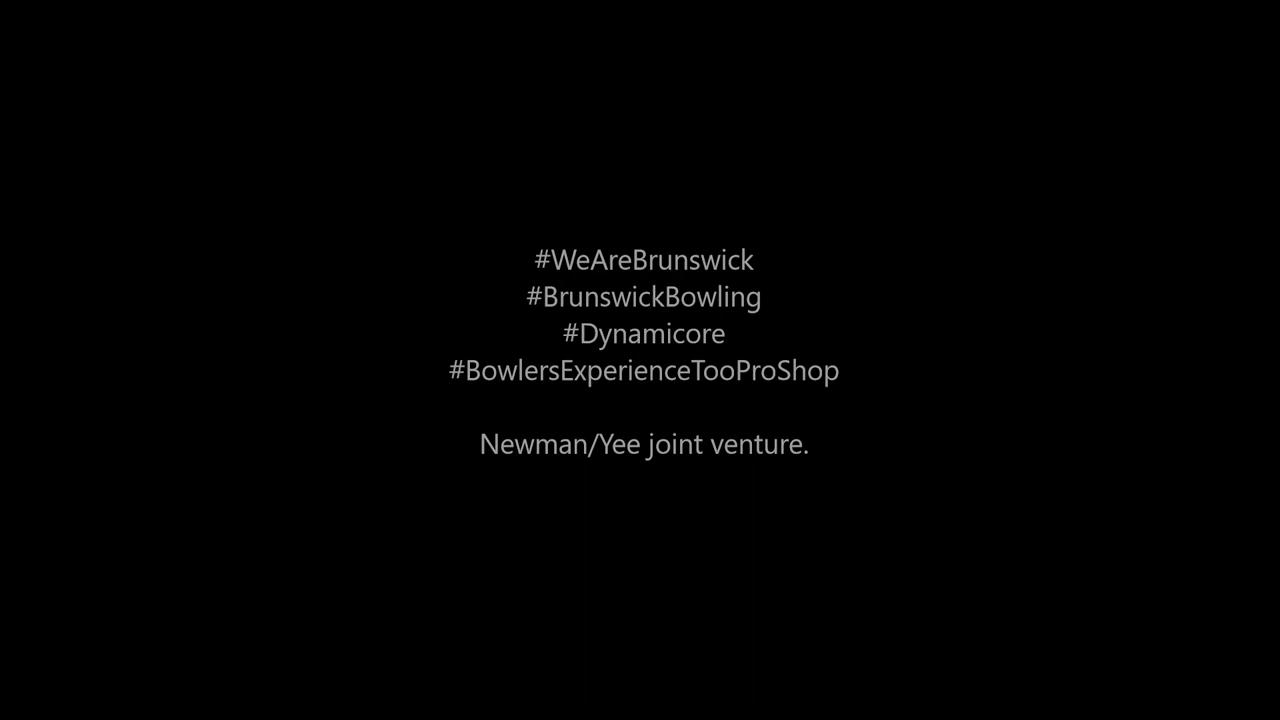 #WeAreBrunswick
#BrunswickBowling
#Dynamicore
#BowlersExperienceTooProShop
Newman/Yee joint venture.